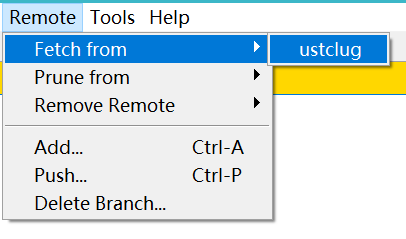 Remote Tools Help
Fetch from ustclug
Prune from
Remove Remote
Add... Ctrl-A
Push... Ctrl-P
Delete Branch...